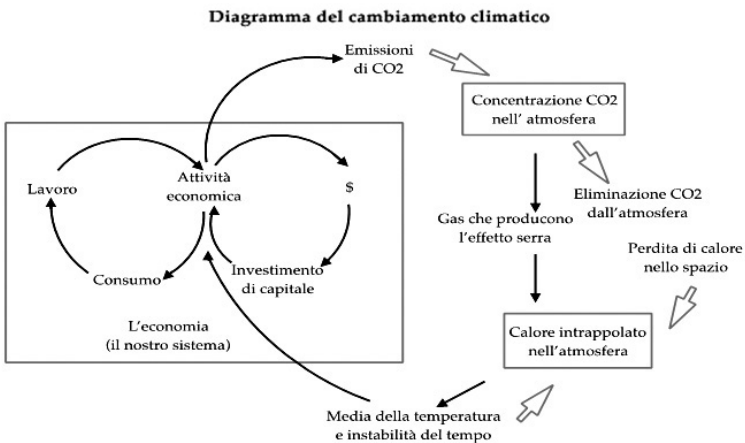 Diagramma del cambiamento climatico
Emissioni
di CO2
Concentrazione CO2
nell' atmosfera
Lavoro
Attività
economica
$
Eliminazione CO2
dall'atmosfera
Gas che producono
l'effetto serra
Perdita di calore
nello spazio
Consumo
Investimento
di capitale
L'economia
(il nostro sistema)
Calore intrappolato
nell'atmosfera
Media della temperatura
e instabilità del tempo